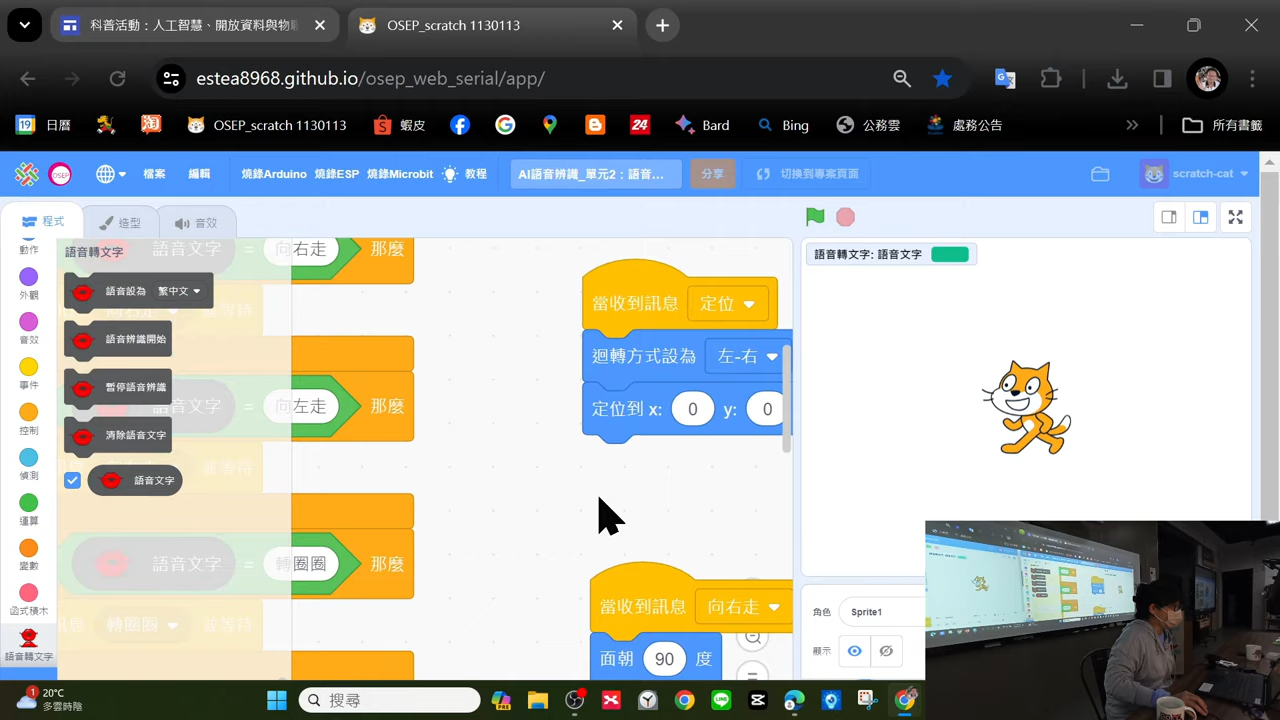 科普活動：人工智慧、開放資料與物聯
OSEP_scratch 1130113
estea8968.github.io/osep_web_serial/app/
19 日曆
淘
OSEP_scratch 1130113
蝦皮
24
Bard
Bing
公務雲
處務公告
所有書籤
OSEP
檔案
編輯
燒錄Arduino
燒錄ESP
燒錄Microbit
教程
AI語音辨識_單元2：語音...
分享
切換到專案頁面
scratch-cat
程式
造型
音效
動作
外觀
音效
事件
控制
偵測
運算
變數
函式積木
語音轉文字
語音轉文字
語音設為 繁中文
語音辨識開始
暫停語音辨識
清除語音文字
語音文字
語音文字 = 向右走 那麼
語音文字 = 向左走 那麼
語音文字 = 轉圈圈 那麼
訊息 轉圈圈 並等待
當收到訊息 定位
迴轉方式設為 左-右
定位到 x: 0 y: 0
當收到訊息 向右走
面朝 90 度
語音轉文字: 語音文字
角色 Sprite1
顯示
1
20°C
多雲時陰
搜尋